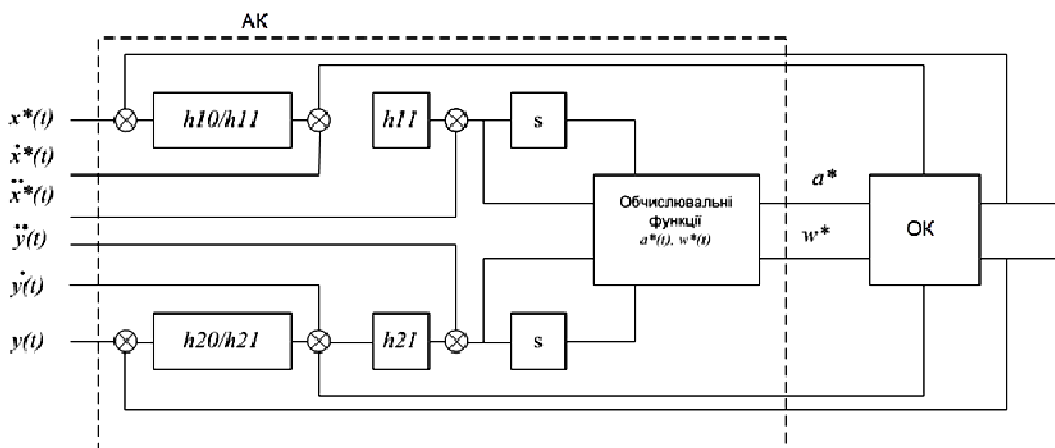 АК
x*(t)
h10/h11
h11
s
ẋ*(t)
ẍ*(t)
a*
Обчислювальні
функції
a*(t), w*(t)
ÿ(t)
w*
ОК
ẏ(t)
y(t)
h20/h21
h21
s